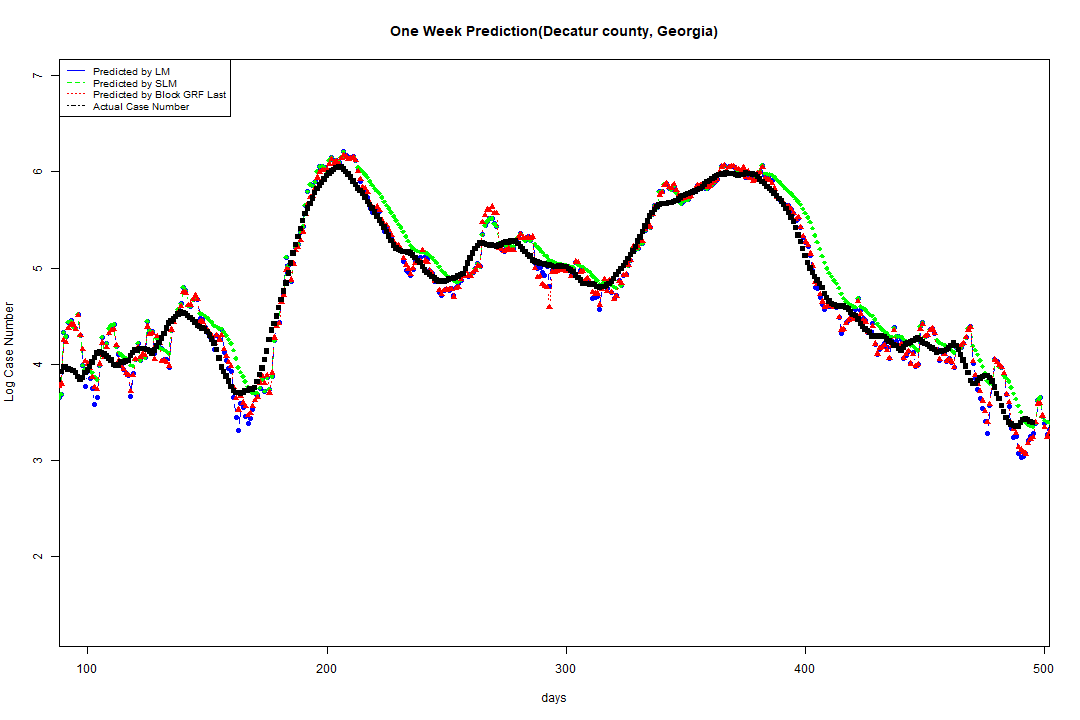 One Week Prediction(Decatur county, Georgia)
Predicted by LM
Predicted by SLM
Predicted by Block GRF Last
Actual Case Number
7
6
5
4
3
2
Log Case Number
100 200 300 400 500
days